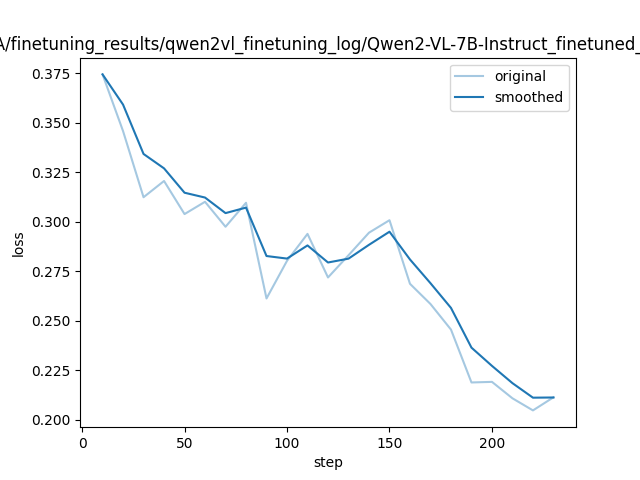 A/finetuning_results/qwen2vl_finetuning_log/Qwen2-VL-7B-Instruct_finetuned_
original
smoothed
0.375
0.350
0.325
0.300
0.275
0.250
0.225
0.200
loss
0
50
100
150
200
step